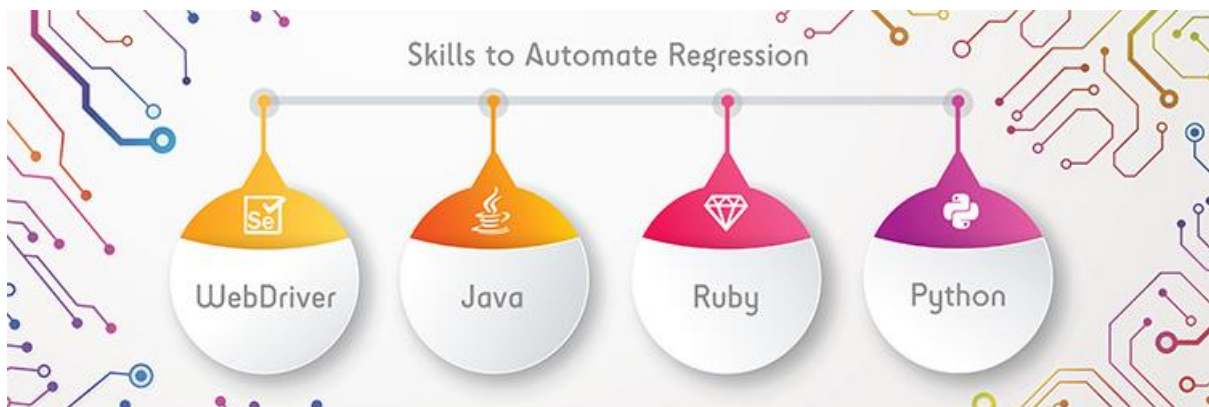 Skills to Automate Regression
Se
WebDriver
Java
Ruby
Python